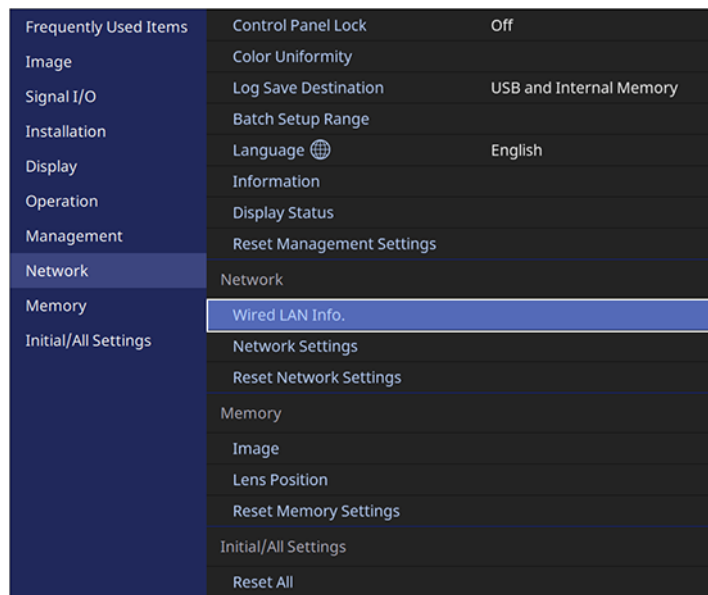 Frequently Used Items
Image
Signal I/O
Installation
Display
Operation
Management
Network
Memory
Initial/All Settings
Control Panel Lock Off
Color Uniformity
Log Save Destination USB and Internal Memory
Batch Setup Range
Language English
Information
Display Status
Reset Management Settings
Network
Wired LAN Info.
Network Settings
Reset Network Settings
Memory
Image
Lens Position
Reset Memory Settings
Initial/All Settings
Reset All